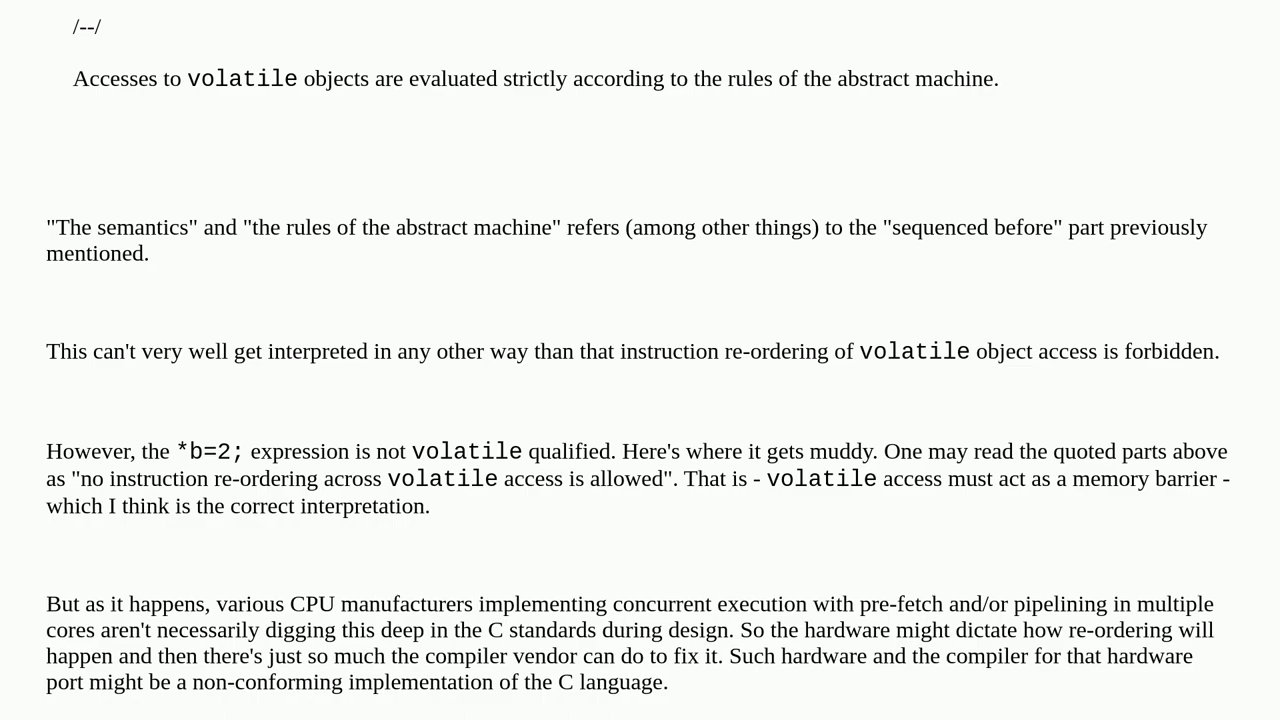 /--/
Accesses to volatile objects are evaluated strictly according to the rules of the abstract machine.
"The semantics" and "the rules of the abstract machine" refers (among other things) to the "sequenced before" part previously
mentioned.
This can't very well get interpreted in any other way than that instruction re-ordering of volatile object access is forbidden.
However, the *b=2; expression is not volatile qualified. Here's where it gets muddy. One may read the quoted parts above
as "no instruction re-ordering across volatile access is allowed". That is - volatile access must act as a memory barrier -
which I think is the correct interpretation.
But as it happens, various CPU manufacturers implementing concurrent execution with pre-fetch and/or pipelining in multiple
cores aren't necessarily digging this deep in the C standards during design. So the hardware might dictate how re-ordering will
happen and then there's just so much the compiler vendor can do to fix it. Such hardware and the compiler for that hardware
port might be a non-conforming implementation of the C language.